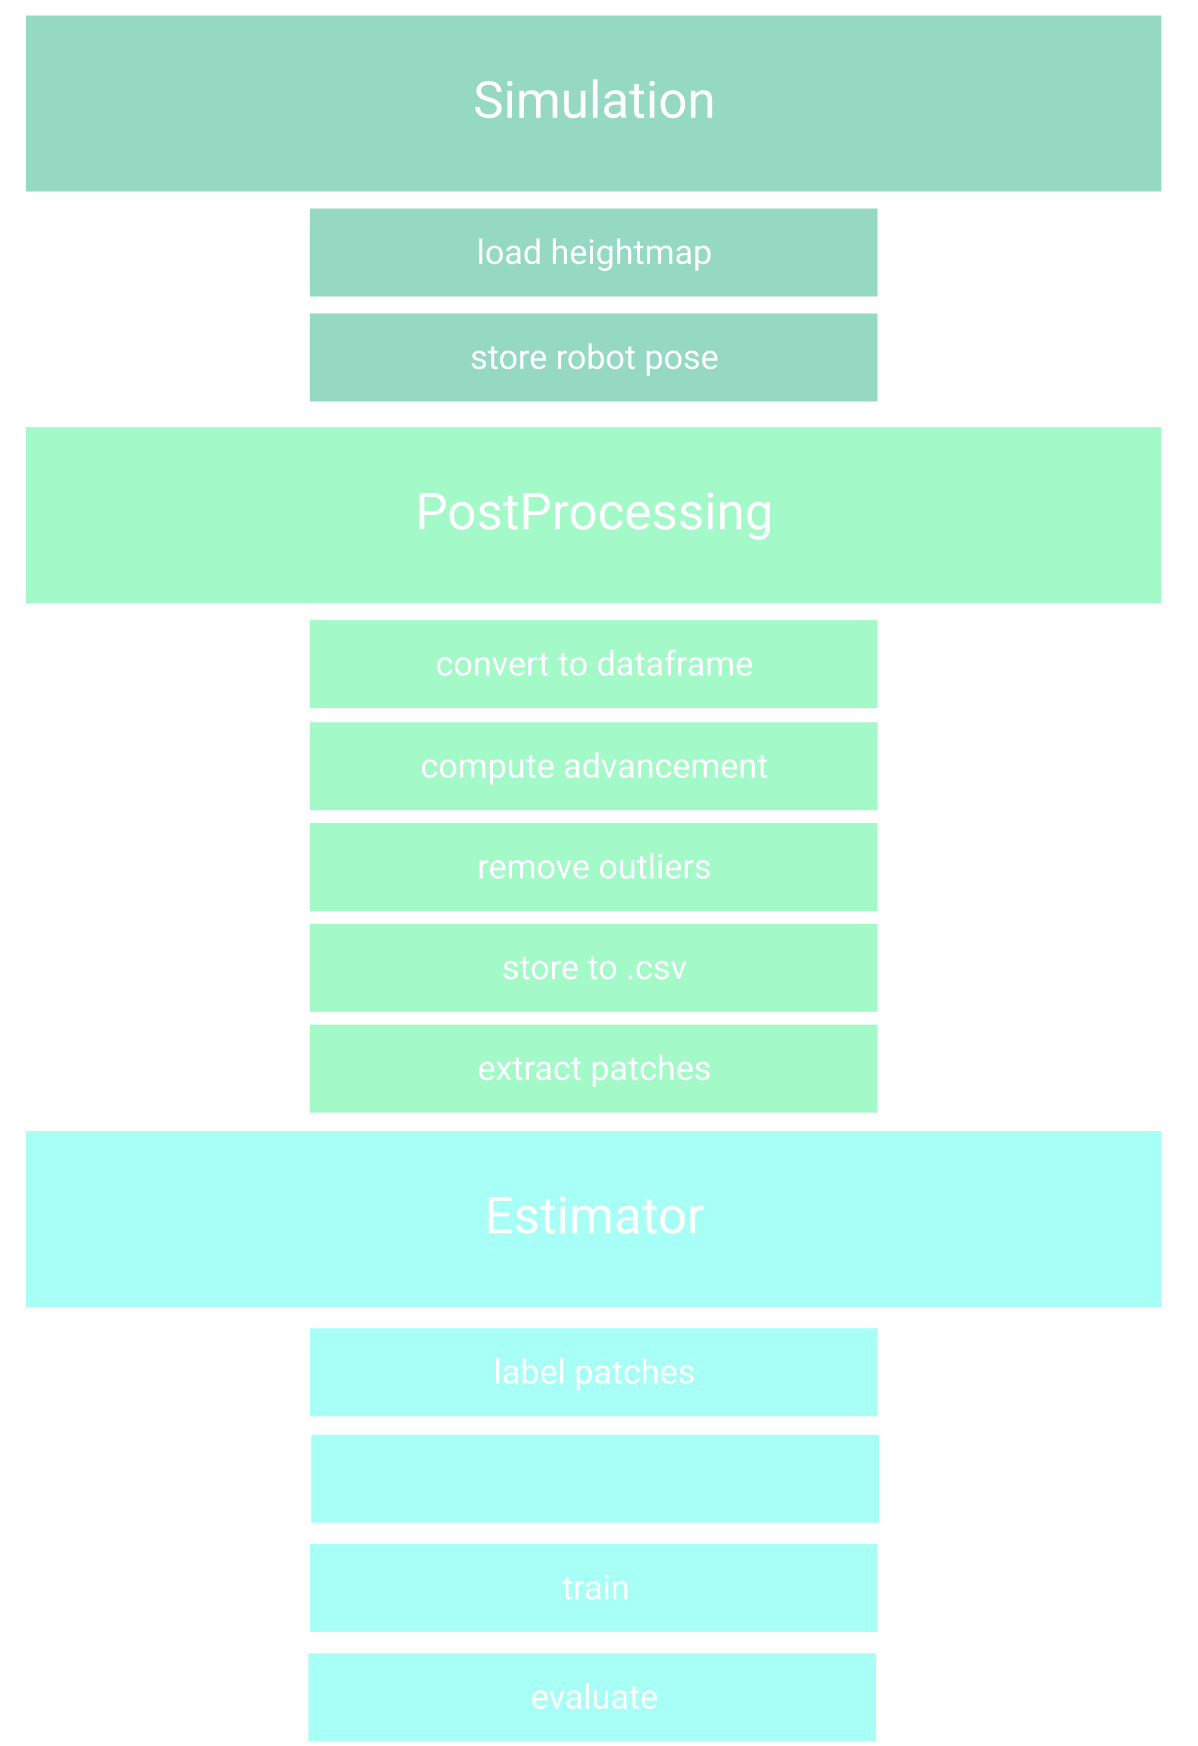 Simulation
load heightmap
store robot pose
PostProcessing
convert to dataframe
compute advancement
remove outliers
store to .csv
extract patches
Estimator
label patches
train
evaluate